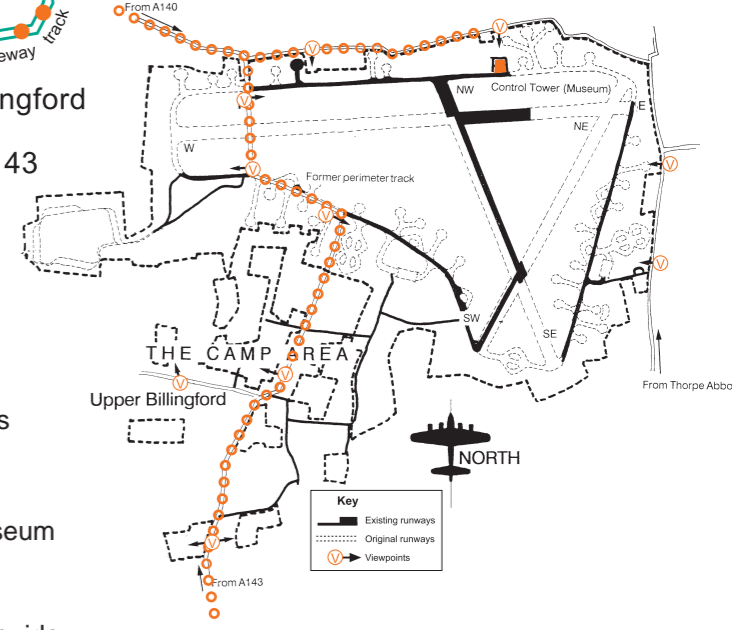 From A140
eway
track
ngford
43
NW
Control Tower (Museum)
E
NE
W
Former perimeter track
SW
SE
THE CAMP AREA
From Thorpe Abbo
Upper Billingford
s
NORTH
Key
Existing runways
Original runways
V Viewpoints
seum
From A143
V
V
V
V
V
V
V
V
V
V